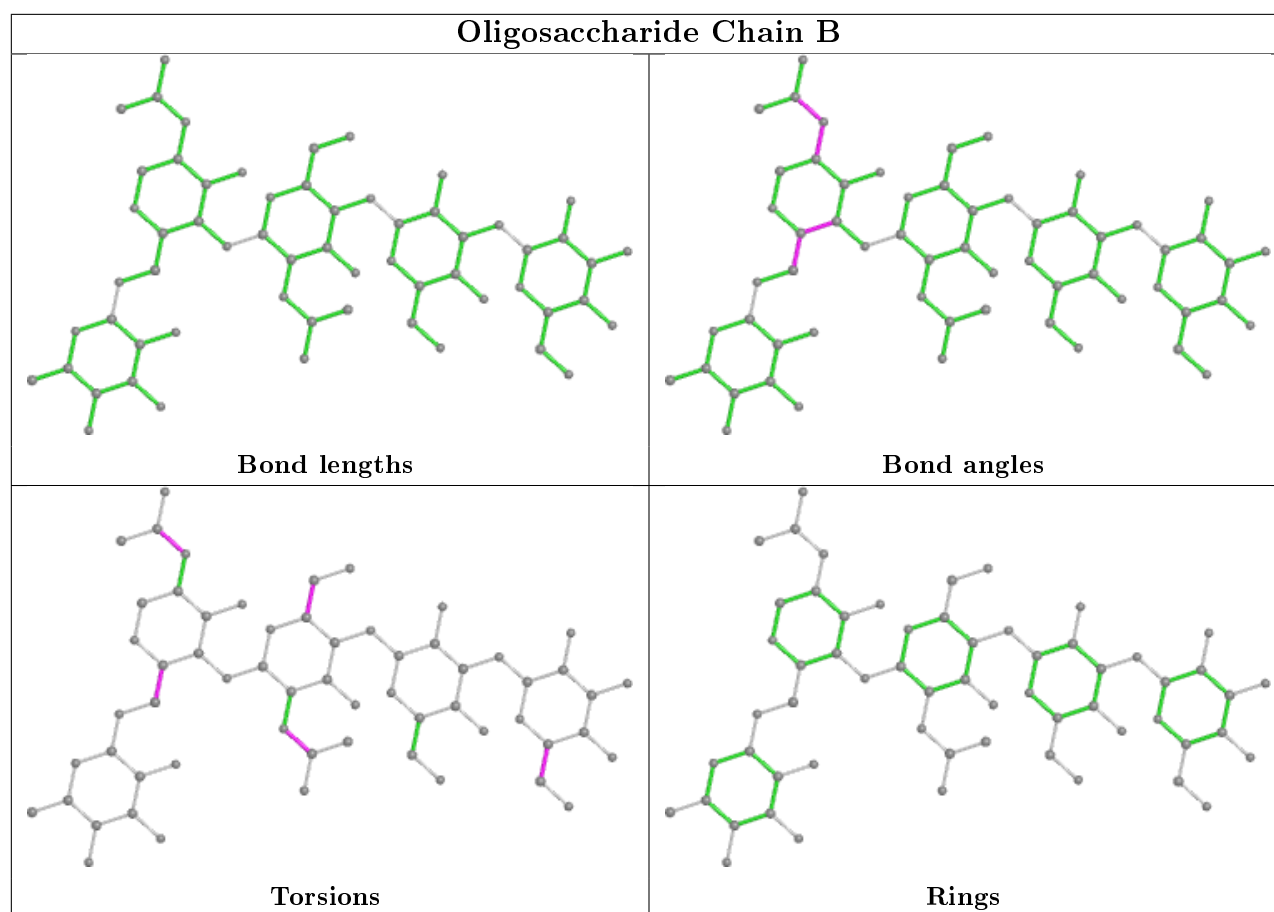 Oligosaccharide Chain B
Bond lengths
Bond angles
Torsions
Rings